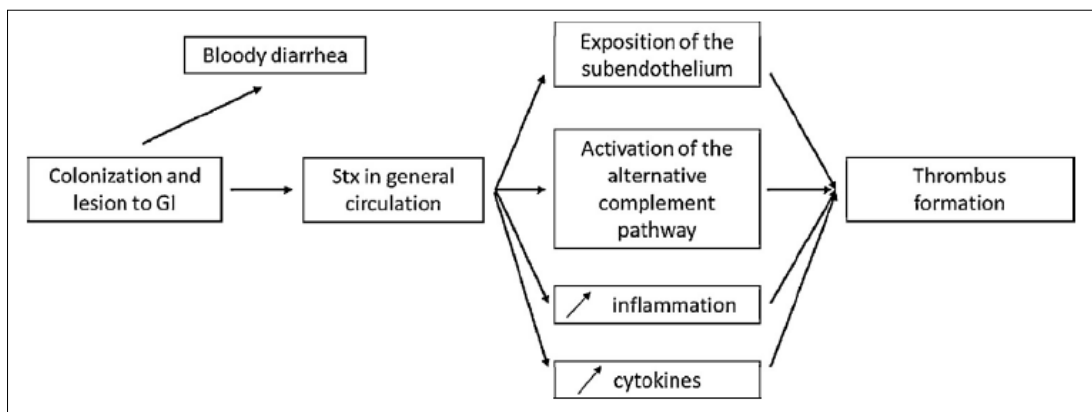 Bloody diarrhea
Colonization and
lesion to GI
Stx in general
circulation
Exposition of the
subendothelium
Activation of the
alternative
complement
pathway
inflammation
cytokines
Thrombus
formation